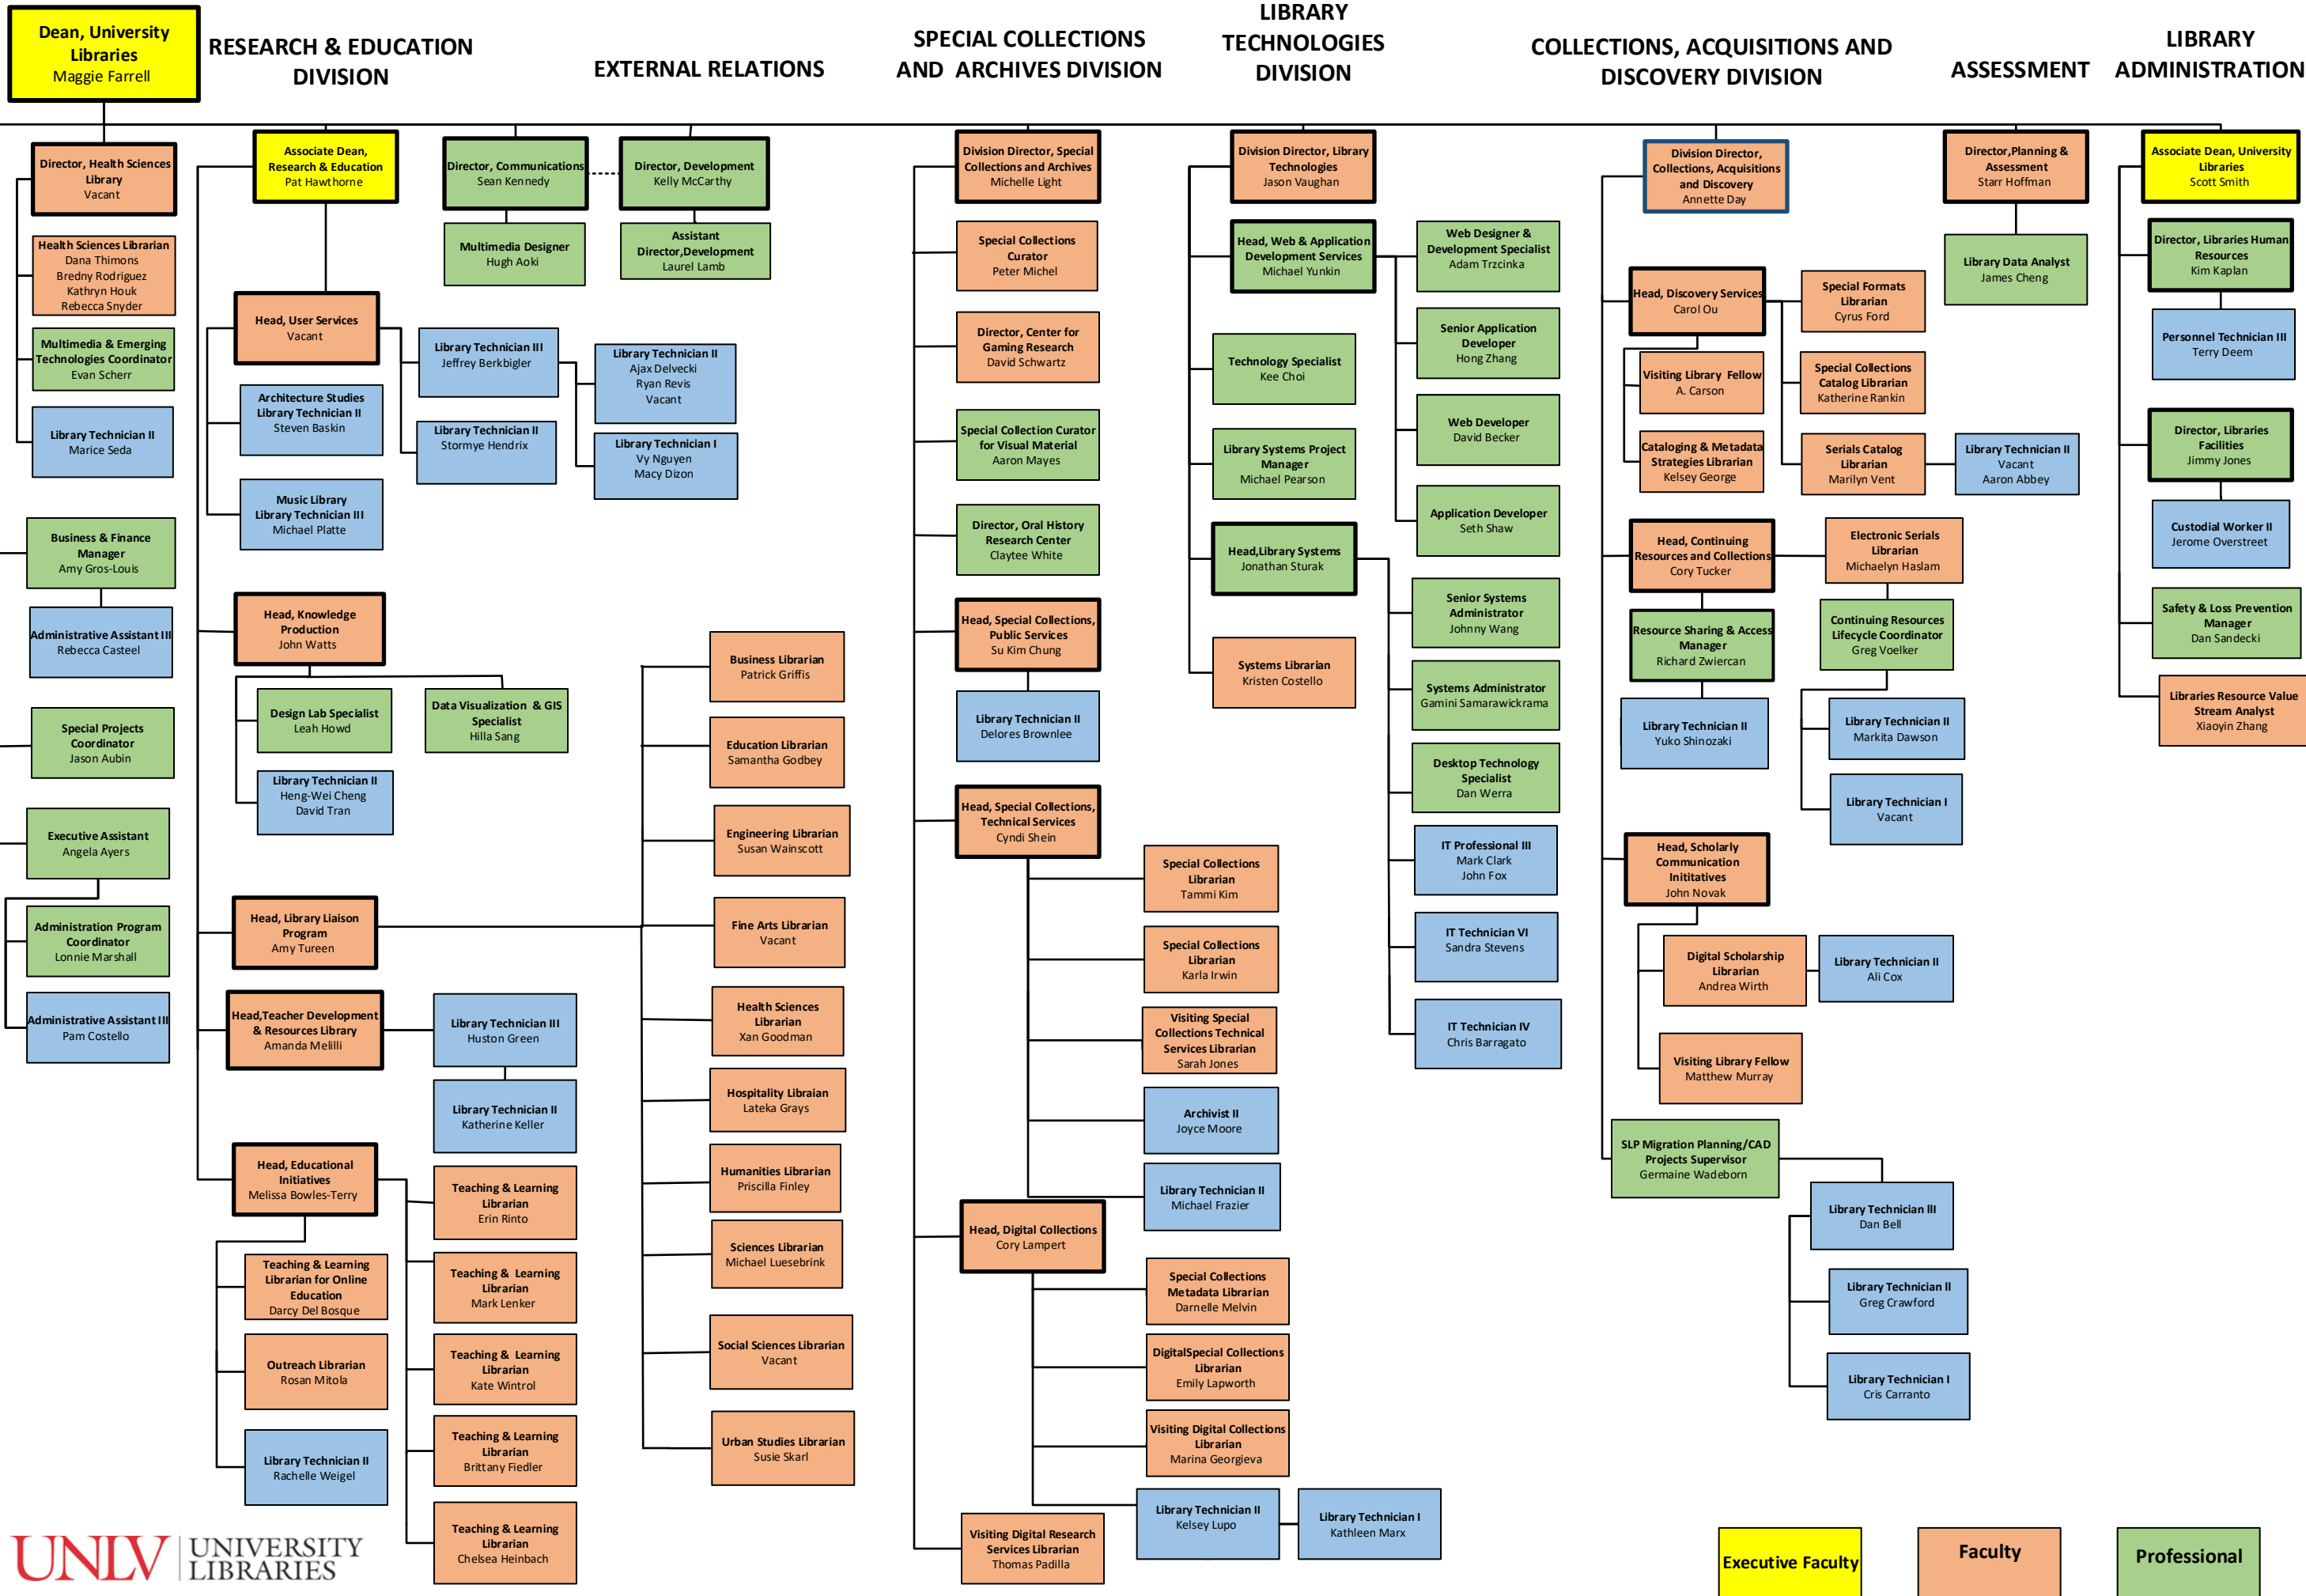 Dean, University
Libraries
Maggie Farrell
RESEARCH & EDUCATION
DIVISION
EXTERNAL RELATIONS
SPECIAL COLLECTIONS
AND ARCHIVES DIVISION
LIBRARY
TECHNOLOGIES
DIVISION
COLLECTIONS, ACQUISITIONS AND
DISCOVERY DIVISION
ASSESSMENT
LIBRARY
ADMINISTRATION
Director, Health Sciences
Library
Vacant
Health Sciences Librarian
Dana Thimons
Bredny Rodriguez
Kathryn Houk
Rebecca Snyder
Multimedia & Emerging
Technologies Coordinator
Evan Scherr
Library Technician II
Marice Seda
Business & Finance
Manager
Amy Gros-Louis
Administrative Assistant III
Rebecca Casteel
Special Projects
Coordinator
Jason Aubin
Executive Assistant
Angela Ayers
Administration Program
Coordinator
Lonnie Marshall
Administrative Assistant III
Pam Costello
Associate Dean,
Research & Education
Pat Hawthorne
Head, User Services
Vacant
Architecture Studies
Library Technician II
Steven Baskin
Music Library
Library Technician III
Michael Platte
Library Technician III
Jeffrey Berkbigler
Library Technician II
Stormye Hendrix
Library Technician II
Ajax Delvecki
Ryan Revis
Vacant
Library Technician I
Vy Nguyen
Macy Dizon
Head, Knowledge
Production
John Watts
Design Lab Specialist
Leah Howd
Data Visualization & GIS
Specialist
Hilla Sang
Library Technician II
Heng-Wei Cheng
David Tran
Head, Library Liaison
Program
Amy Tureen
Business Librarian
Patrick Griffis
Education Librarian
Samantha Godbey
Engineering Librarian
Susan Wainscott
Fine Arts Librarian
Vacant
Health Sciences
Librarian
Xan Goodman
Hospitality Libraian
Lateka Grays
Humanities Librarian
Priscilla Finley
Sciences Librarian
Michael Luesebrink
Social Sciences Librarian
Vacant
Urban Studies Librarian
Susie Skarl
Head,Teacher Development
& Resources Library
Amanda Melilli
Library Technician III
Huston Green
Library Technician II
Katherine Keller
Head, Educational
Initiatives
Melissa Bowles-Terry
Teaching & Learning
Librarian for Online
Education
Darcy Del Bosque
Outreach Librarian
Rosan Mitola
Library Technician II
Rachelle Weigel
Teaching & Learning
Librarian
Erin Rinto
Teaching & Learning
Librarian
Mark Lenker
Teaching & Learning
Librarian
Kate Wintrol
Teaching & Learning
Librarian
Brittany Fiedler
Teaching & Learning
Librarian
Chelsea Heinbach
Director, Communications
Sean Kennedy
Multimedia Designer
Hugh Aoki
Director, Development
Kelly McCarthy
Assistant
Director,Development
Laurel Lamb
Division Director, Special
Collections and Archives
Michelle Light
Special Collections
Curator
Peter Michel
Director, Center for
Gaming Research
David Schwartz
Special Collection Curator
for Visual Material
Aaron Mayes
Director, Oral History
Research Center
Claytee White
Head, Special Collections,
Public Services
Su Kim Chung
Library Technician II
Delores Brownlee
Head, Special Collections,
Technical Services
Cyndi Shein
Special Collections
Librarian
Tammi Kim
Special Collections
Librarian
Karla Irwin
Visiting Special
Collections Technical
Services Librarian
Sarah Jones
Archivist II
Joyce Moore
Library Technician II
Michael Frazier
Head, Digital Collections
Cory Lampert
Special Collections
Metadata Librarian
Darnelle Melvin
DigitalSpecial Collections
Librarian
Emily Lapworth
Visiting Digital Collections
Librarian
Marina Georgieva
Library Technician II
Kelsey Lupo
Library Technician I
Kathleen Marx
Visiting Digital Research
Services Librarian
Thomas Padilla
Division Director, Library
Technologies
Jason Vaughan
Head, Web & Application
Development Services
Michael Yunkin
Web Designer &
Development Specialist
Adam Trzcinka
Senior Application
Developer
Hong Zhang
Web Developer
David Becker
Application Developer
Seth Shaw
Technology Specialist
Kee Choi
Library Systems Project
Manager
Michael Pearson
Head,Library Systems
Jonathan Sturak
Systems Librarian
Kristen Costello
Senior Systems
Administrator
Johnny Wang
Systems Administrator
Gamini Samarawickrama
Desktop Technology
Specialist
Dan Werra
IT Professional III
Mark Clark
John Fox
IT Technician VI
Sandra Stevens
IT Technician IV
Chris Barragato
Division Director,
Collections, Acquisitions
and Discovery
Annette Day
Head, Discovery Services
Carol Ou
Visiting Library Fellow
A. Carson
Cataloging & Metadata
Strategies Librarian
Kelsey George
Special Formats
Librarian
Cyrus Ford
Special Collections
Catalog Librarian
Katherine Rankin
Serials Catalog
Librarian
Marilyn Vent
Library Technician II
Vacant
Aaron Abbey
Head, Continuing
Resources and Collections
Cory Tucker
Resource Sharing & Access
Manager
Richard Zwiercan
Library Technician II
Yuko Shinozaki
Electronic Serials
Librarian
Michaelyn Haslam
Continuing Resources
Lifecycle Coordinator
Greg Voelker
Library Technician II
Markita Dawson
Library Technician I
Vacant
Head, Scholarly
Communication
Inititatives
John Novak
Digital Scholarship
Librarian
Andrea Wirth
Library Technician II
Ali Cox
Visiting Library Fellow
Matthew Murray
SLP Migration Planning/CAD
Projects Supervisor
Germaine Wadeborn
Library Technician III
Dan Bell
Library Technician II
Greg Crawford
Library Technician I
Cris Carranto
Director,Planning &
Assessment
Starr Hoffman
Library Data Analyst
James Cheng
Associate Dean, University
Libraries
Scott Smith
Director, Libraries Human
Resources
Kim Kaplan
Personnel Technician III
Terry Deem
Director, Libraries
Facilities
Jimmy Jones
Custodial Worker II
Jerome Overstreet
Safety & Loss Prevention
Manager
Dan Sandecki
Libraries Resource Value
Stream Analyst
Xiaoyin Zhang
UNLV UNIVERSITY
LIBRARIES
Executive Faculty
Faculty
Professional